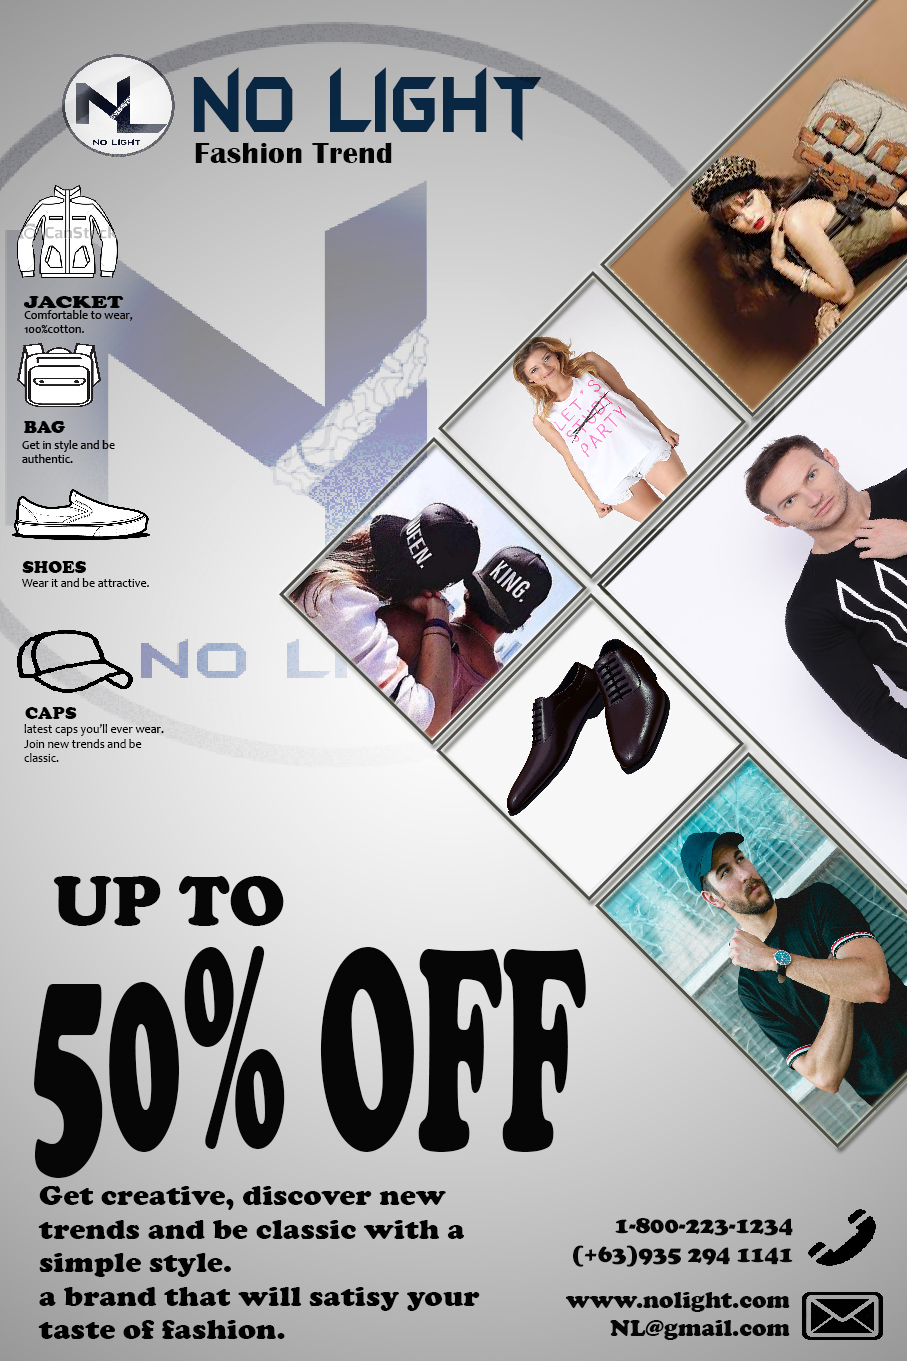 NL
NO LIGHT
NO LIGHT
Fashion Trend
CanStock
JACKET
Comfortable to wear,
100%cotton.
BAG
Get in style and be
authentic.
SHOES
Wear it and be attractive.
NO LI
CAPS
latest caps you'll ever wear.
Join new trends and be
classic.
LET'S
STUDY
PARTY
UEEN.
KING.
UP TO
50% OFF
Get creative, discover new
trends and be classic with a
simple style.
a brand that will satisy your
taste of fashion.
1-800-223-1234
(+63)935 294 1141
www.nolight.com
NL@gmail.com